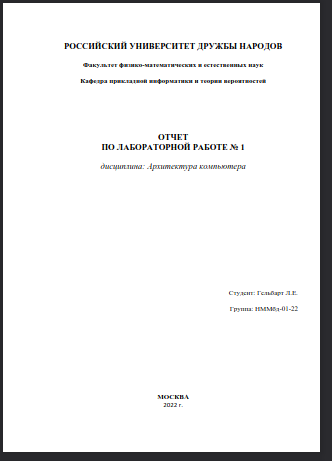 РОССИЙСКИЙ УНИВЕРСИТЕТ ДРУЖБЫ НАРОДОВ
Факультет физико-математических и естественных наук
Кафедра прикладной информатики и теории вероятностей
ОТЧЕТ
ПО ЛАБОРАТОРНОЙ РАБОТЕ № 1
дисциплина: Архитектура компьютера
Студент: Гельбарт Л.Е.
Группа: НММбд-01-22
МОСКВА
2022 г.